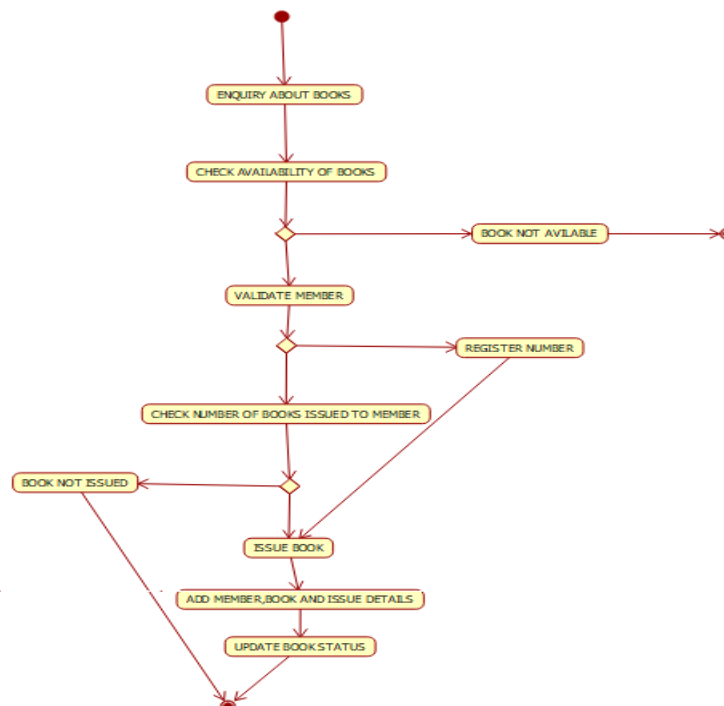 ENQUIRY ABOUT BOOKS
CHECK AVAILABILITY OF BOOKS
BOOK NOT AVILABLE
VALIDATE MEMBER
REGISTER NUMBER
CHECK NUMBER OF BOOKS ISSUED TO MEMBER
BOOK NOT ISSUED
ISSUE BOOK
ADD MEMBER,BOOK AND ISSUE DETAILS
UPDATE BOOK STATUS